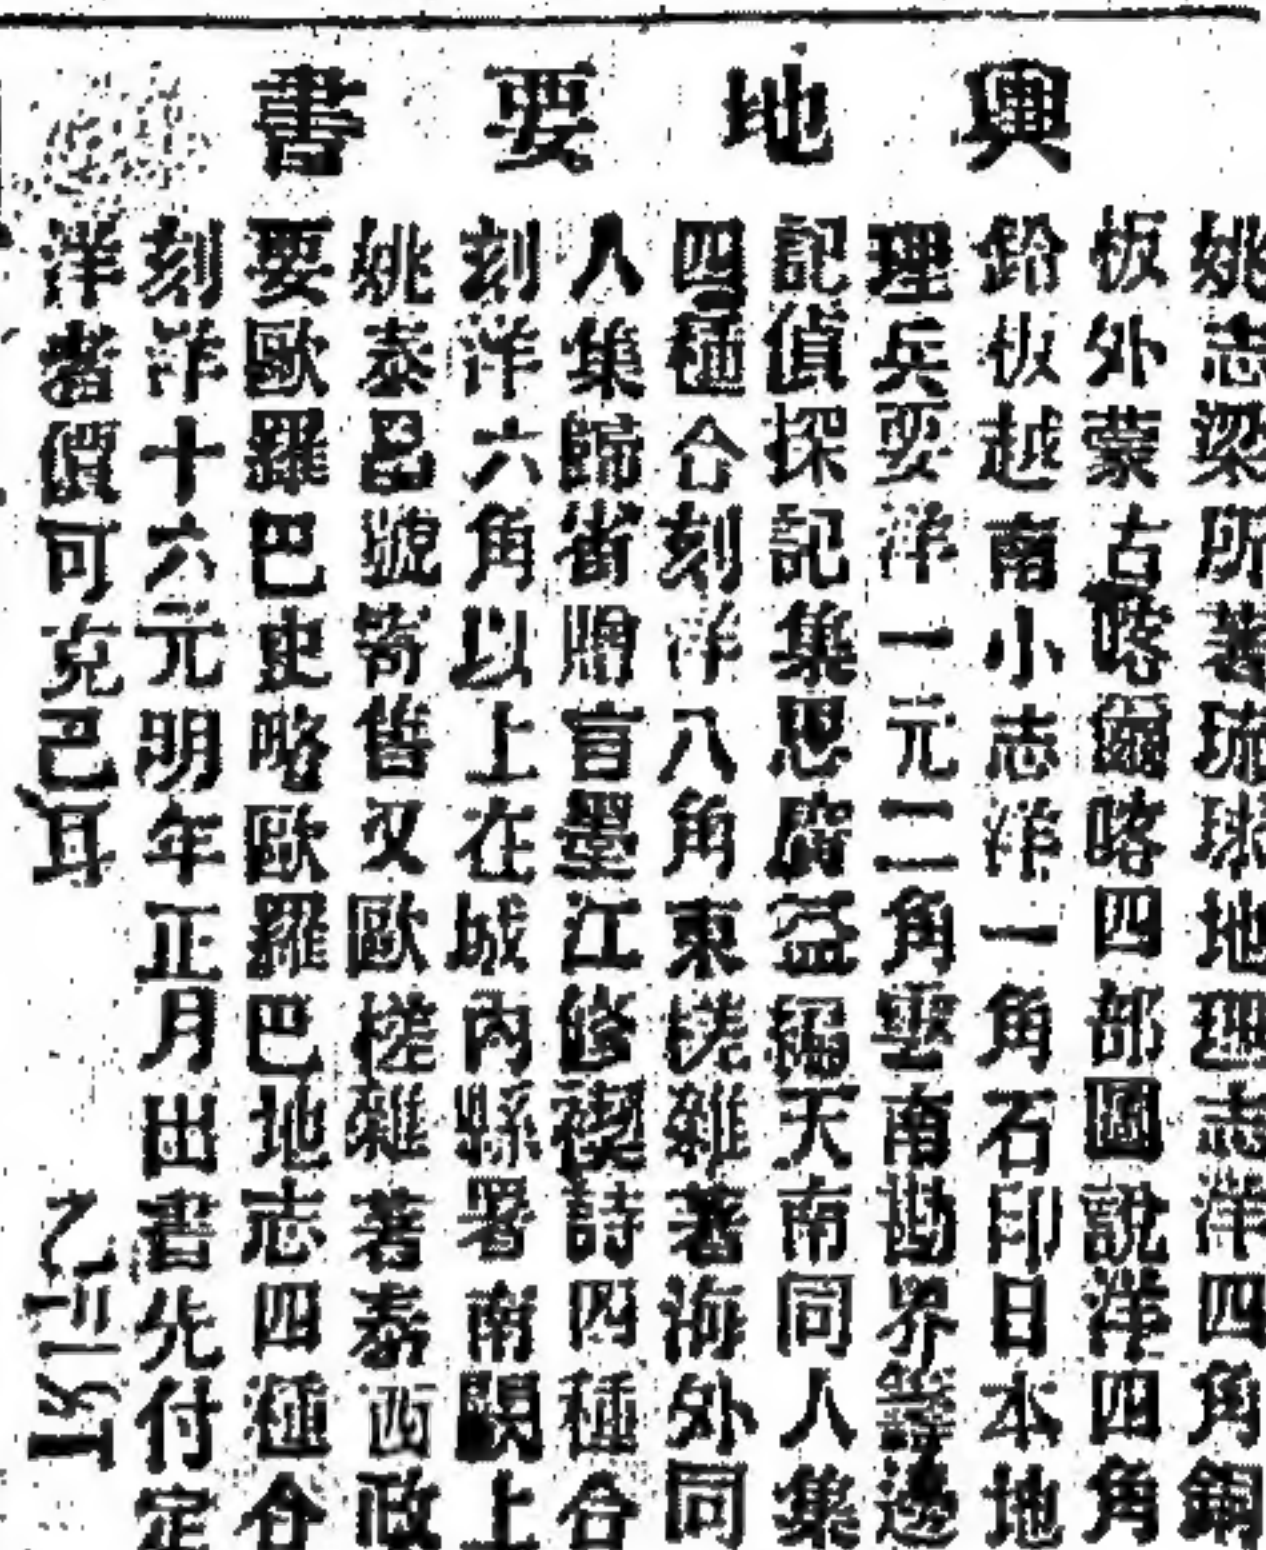 輿地要書
姚志梁所著琉球地理志洋四角銅
板外蒙古喀爾喀四部圖說洋四角
鉛板越南小志洋一角石印日本地
理兵要洋一元二角雲南勘界籌邊
記偵探記集思廣益編天南同人集
四種合刻洋八角東槎雜著海外同
人集歸省贈言墨江修禊詩四種合
刻洋六角以上在城內縣署南顧上
姚泰邑號寄售又歐槎雜著泰西政
要歐羅巴史略歐羅巴地志四種合
刻洋十六元明年正月出書先付定
洋者價可克己耳